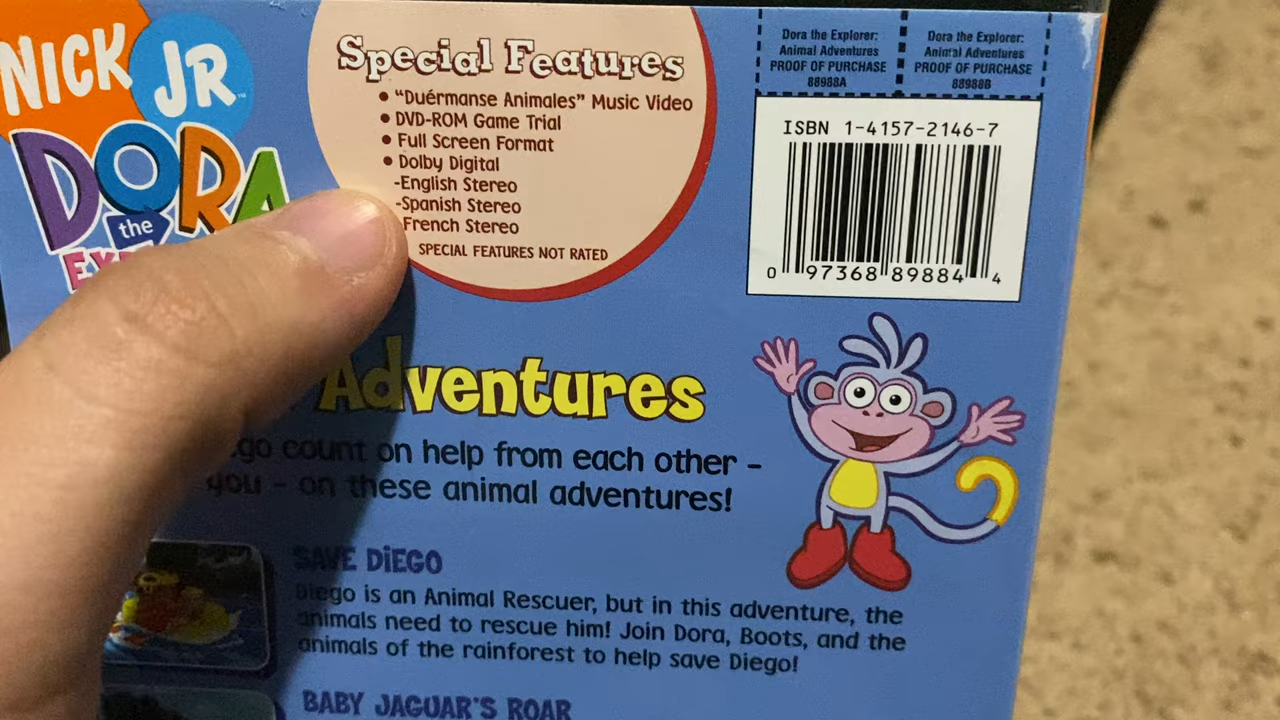 NICK JR
DORA
the
Special Features
• “Duérmanse Animales” Music Video
• DVD-ROM Game Trial
• Full Screen Format
• Dolby Digital
-English Stereo
-Spanish Stereo
French Stereo
SPECIAL FEATURES NOT RATED
Dora the Explorer:
Animal Adventures
PROOF OF PURCHASE
88988A
Dora the Explorer:
Animal Adventures
PROOF OF PURCHASE
88988B
ISBN 1-4157-2146-7
0 97368 89884 4
Adventures
go count on help from each other –
you – on these animal adventures!
SAVE DiEGO
Diego is an Animal Rescuer, but in this adventure, the
animals need to rescue him! Join Dora, Boots, and the
animals of the rainforest to help save Diego!
BABY JAGUAR'S ROAR